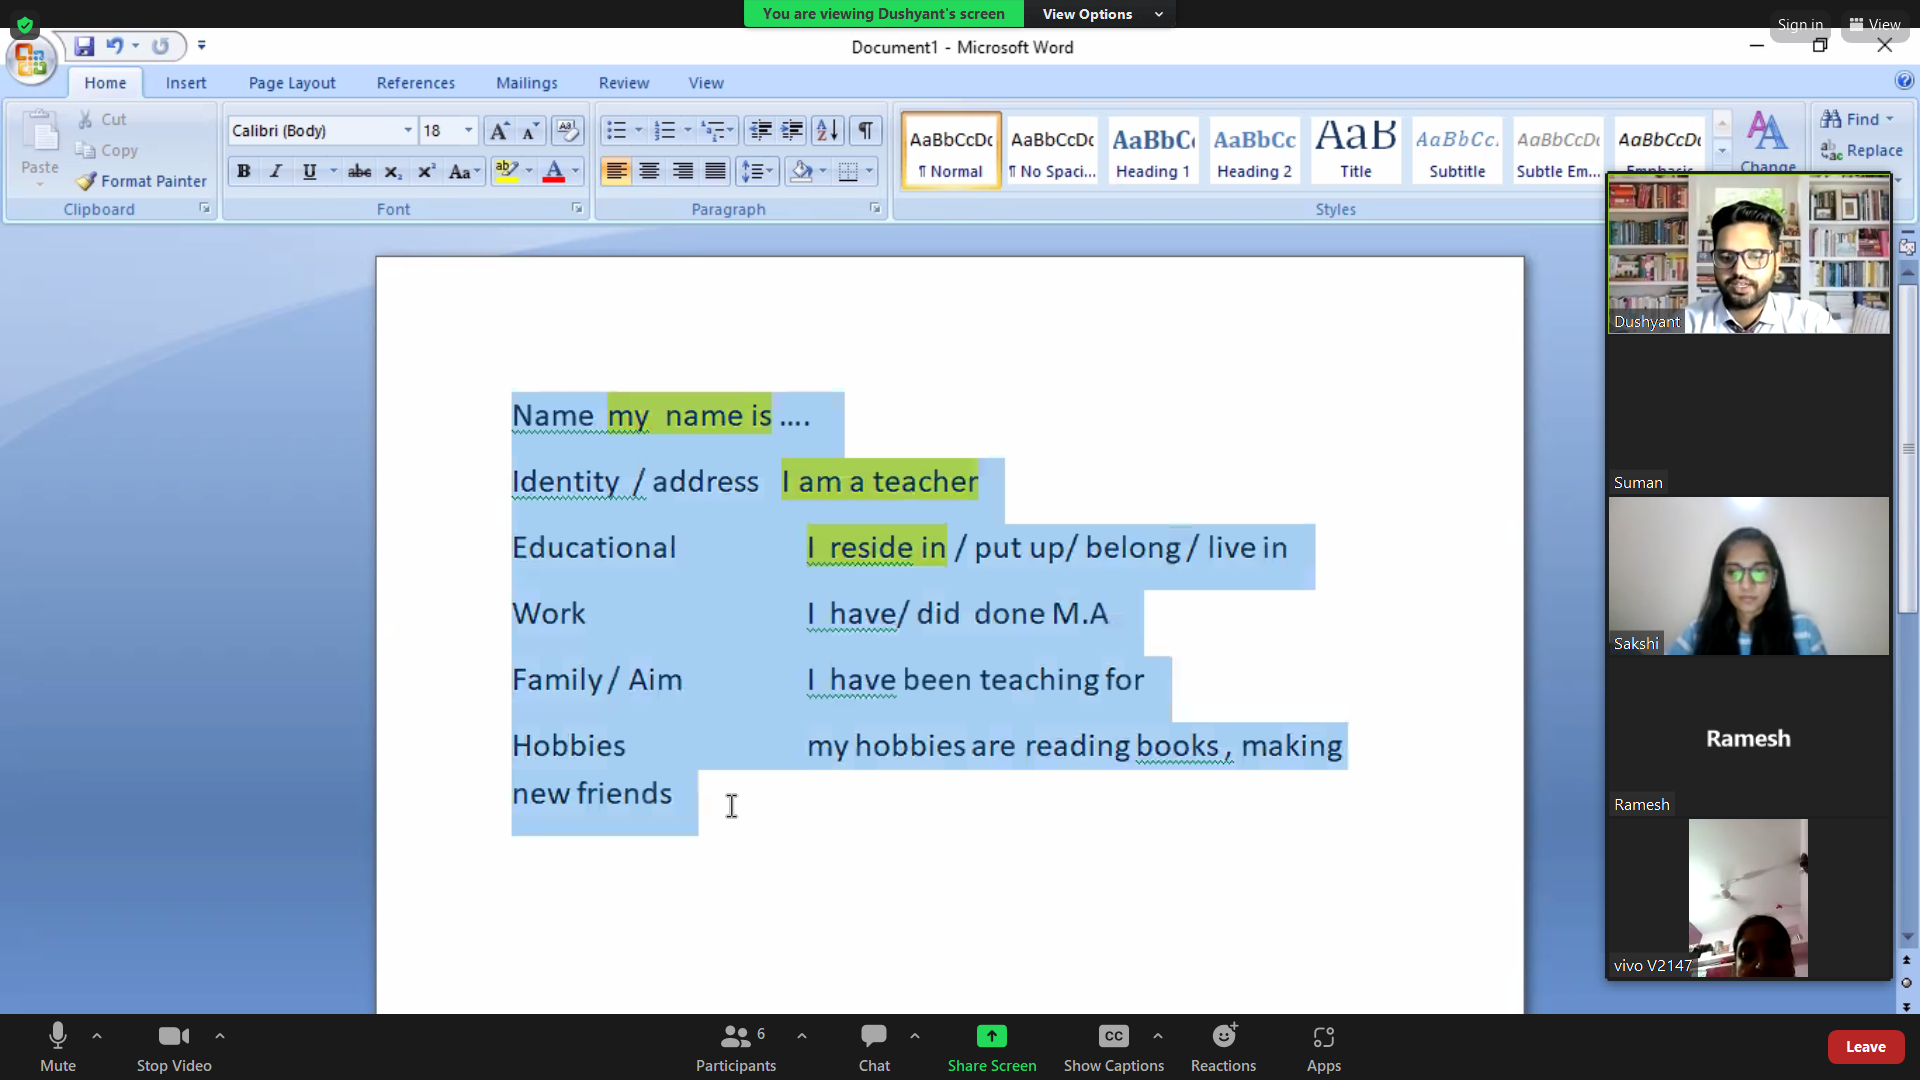 You are viewing Dushyant's screen
View Options
Sign in
View
Document1 - Microsoft Word
Home
Insert
Page Layout
References
Mailings
Review
View
Paste
Cut
Copy
Format Painter
Clipboard
Calibri (Body)
18
Font
Paragraph
AaBbCcDc
¶ Normal
AaBbCcDc
¶ No Spaci...
AaBbC
Heading 1
AaBbCc
Heading 2
AaB
Title
AaBbCc.
Subtitle
AaBbCcDc
Subtle Em...
AaBbCcDc
Emphasis
Change
Styles
Find
Replace
Name my name is ....
Identity / address I am a teacher
Educational I reside in / put up/ belong / live in
Work I have/ did done M.A
Family / Aim I have been teaching for
Hobbies my hobbies are reading books , making
new friends
Dushyant
Suman
Sakshi
Ramesh
Ramesh
vivo V2147
Mute
Stop Video
6
Participants
Chat
Share Screen
CC
Show Captions
Reactions
Apps
Leave